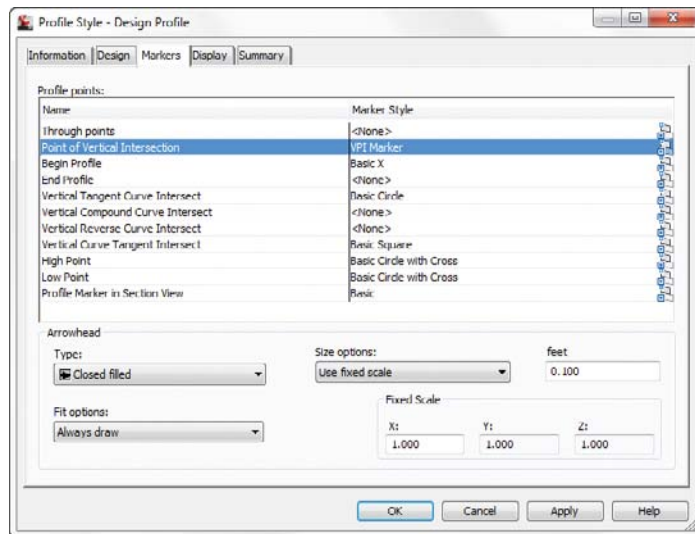 Profile Style - Design Profile
Information Design Markers Display Summary
Profile points:
Name Marker Style
Through points <None>
Point of Vertical Intersection VPI Marker
Begin Profile Basic X
End Profile <None>
Vertical Tangent Curve Intersect Basic Circle
Vertical Compound Curve Intersect <None>
Vertical Reverse Curve Intersect <None>
Vertical Curve Tangent Intersect Basic Square
High Point Basic Circle with Cross
Low Point Basic Circle with Cross
Profile Marker in Section View Basic
Arrowhead
Type: Size options: feet
Closed filled Use fixed scale 0.100
Fit options: Fixed Scale
Always draw X: Y: Z:
1.000 1.000 1.000
OK Cancel Apply Help